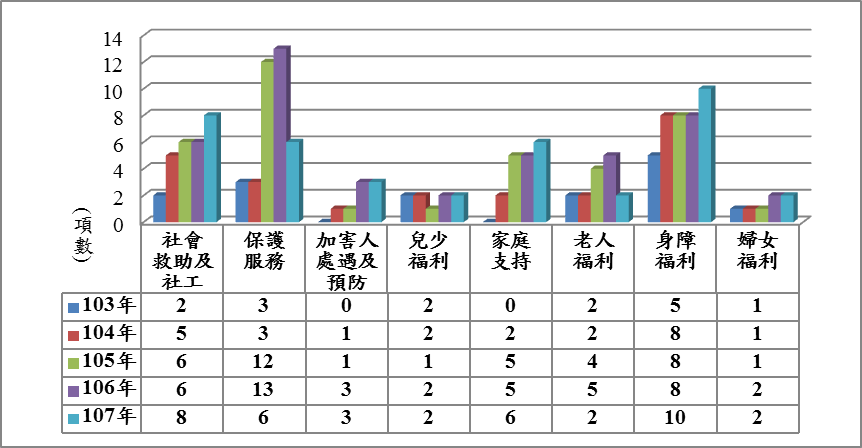 14
12
10
8
6
4
2
0
(項數)
社會 保護 加害人 兒少 家庭 老人 身障 婦女
救助及 服務 處遇及 福利 支持 福利 福利 福利
社工 預防
103年 2 3 0 2 0 2 5 1
104年 5 3 1 2 2 2 8 1
105年 6 12 1 1 5 4 8 1
106年 6 13 3 2 5 5 8 2
107年 8 6 3 2 6 2 10 2